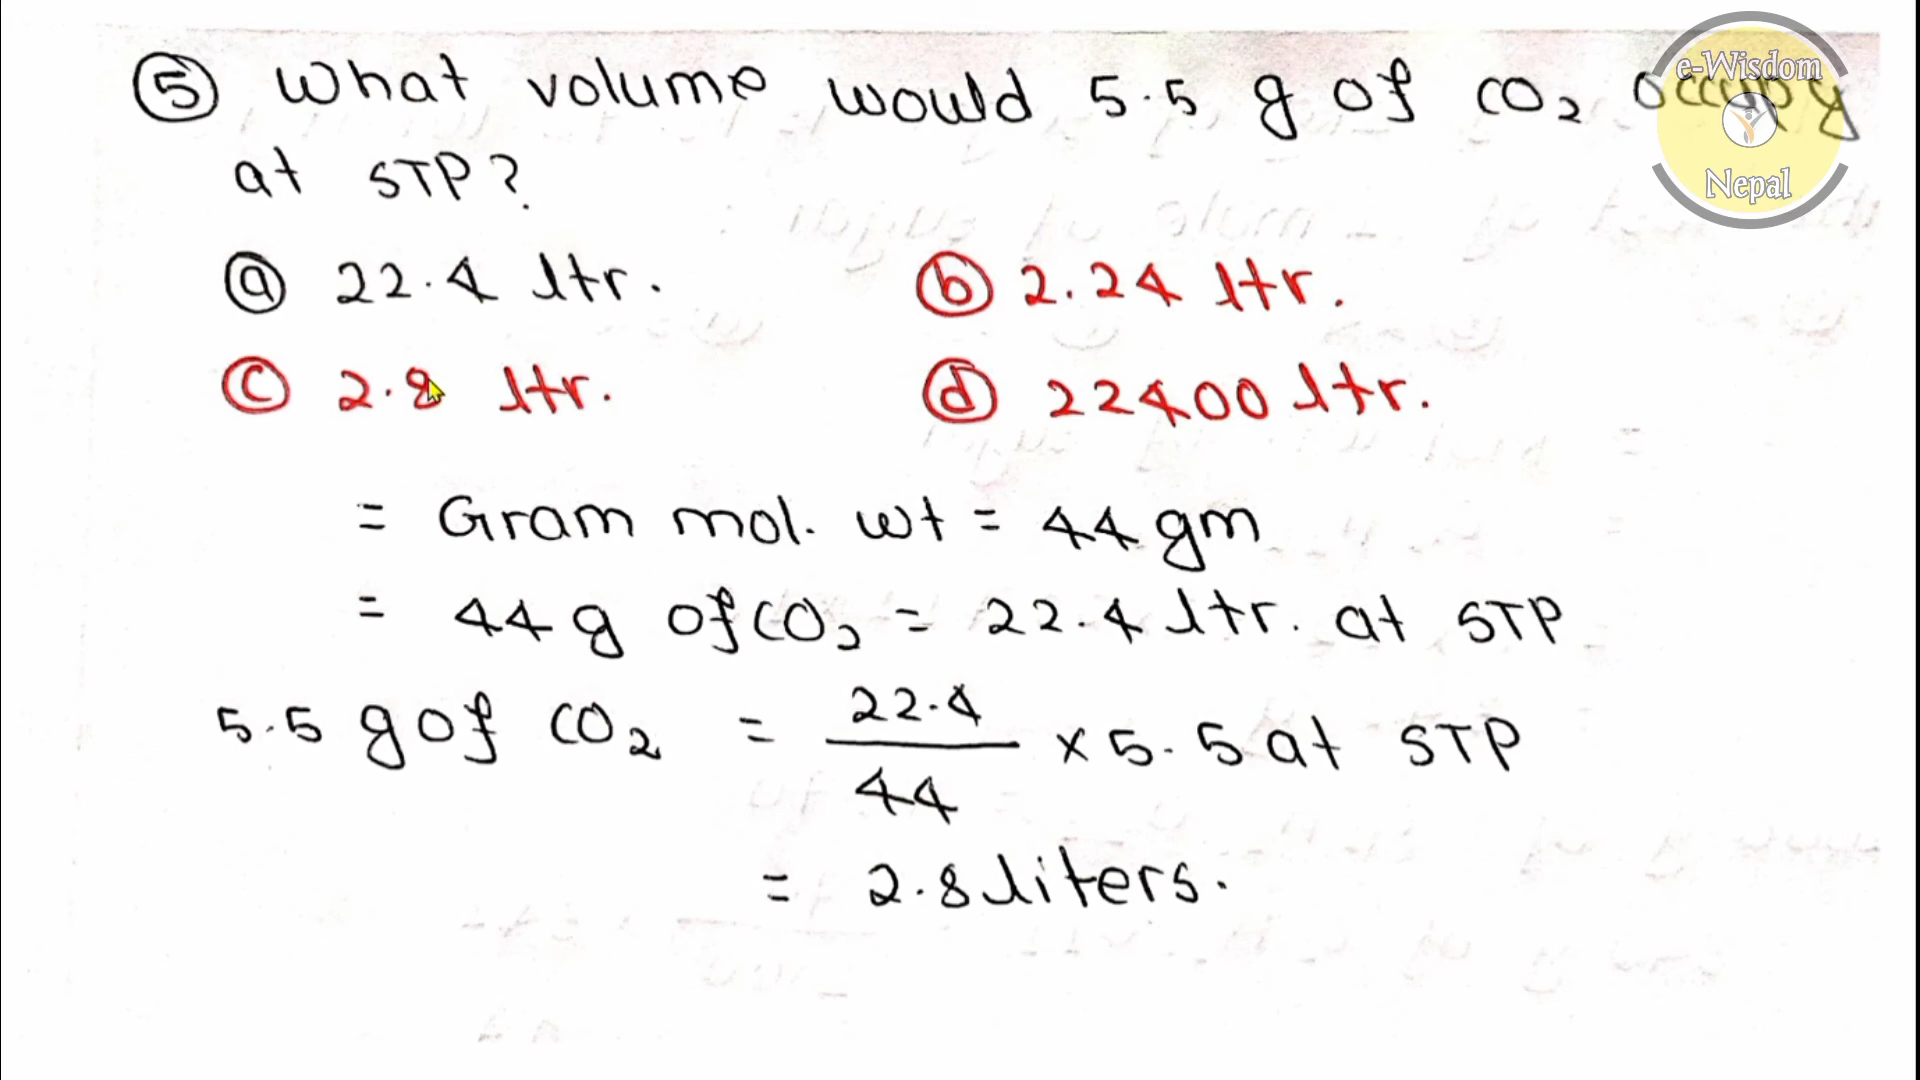 ⑤ What volume would 5.5 g of CO₂ occupy
at STP?
ⓐ 22.4 ltr.
ⓑ 2.24 ltr.
ⓒ 2.8 ltr.
ⓓ 22400 ltr.
= Gram mol. wt = 44 gm
= 44 g of CO₂ = 22.4 ltr. at STP
5.5 g of CO₂ = 22.4/44 × 5.5 at STP
= 2.8 liters.
e-Wisdom
Nepal